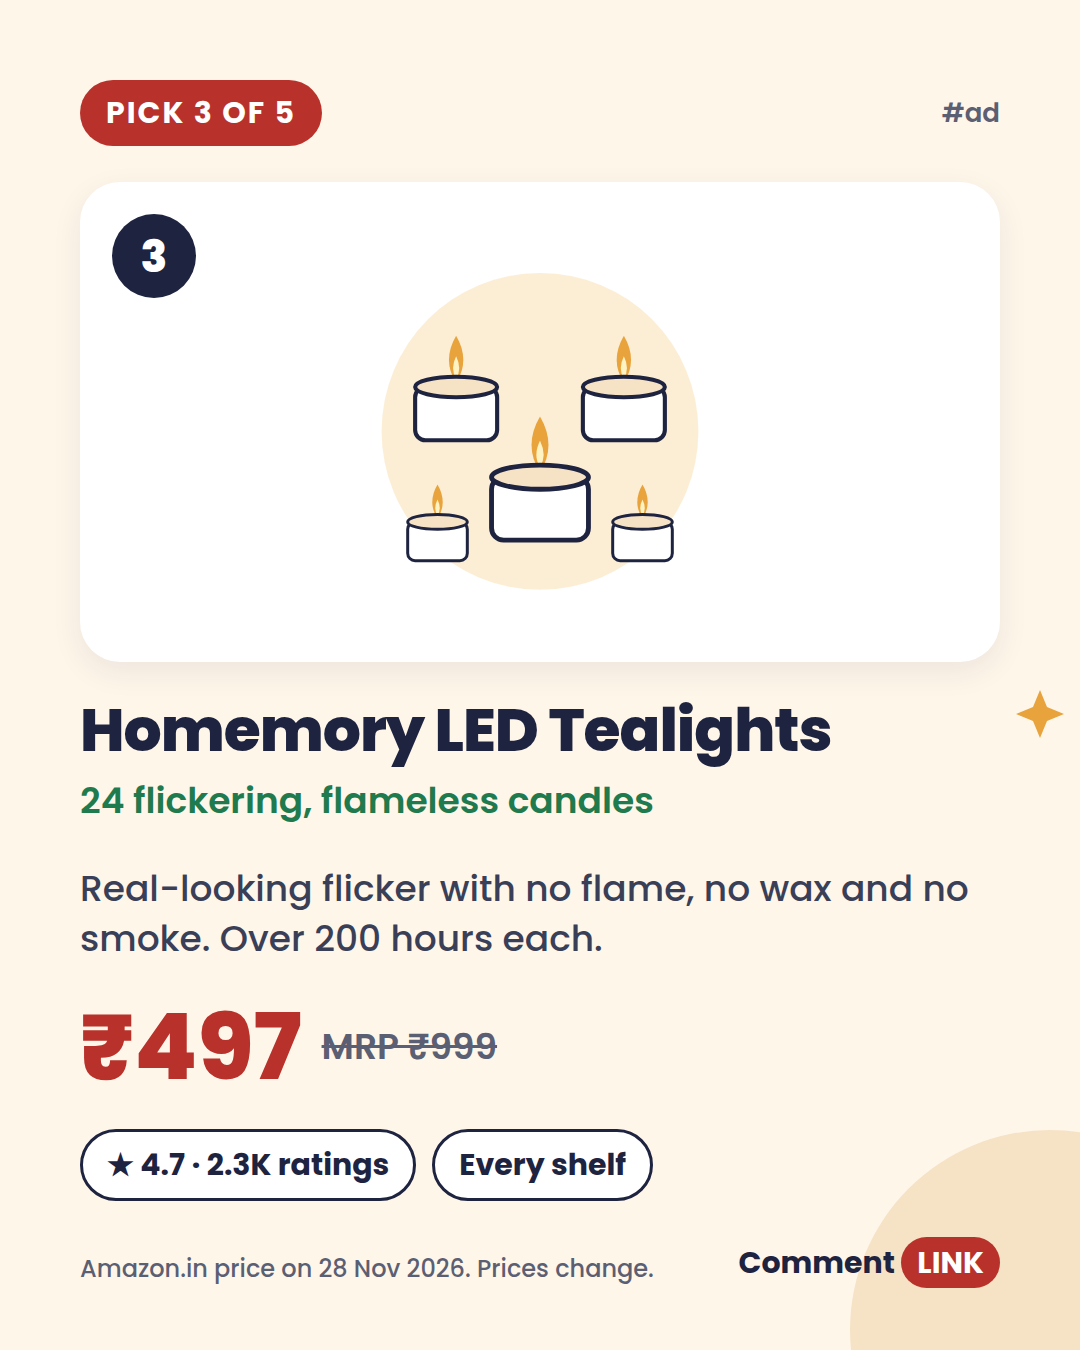 PICK 3 OF 5
#ad
3
Homemory LED Tealights
24 flickering, flameless candles
Real-looking flicker with no flame, no wax and no
smoke. Over 200 hours each.
₹497 MRP ₹999
★ 4.7 · 2.3K ratings
Every shelf
Amazon.in price on 28 Nov 2026. Prices change.
Comment LINK